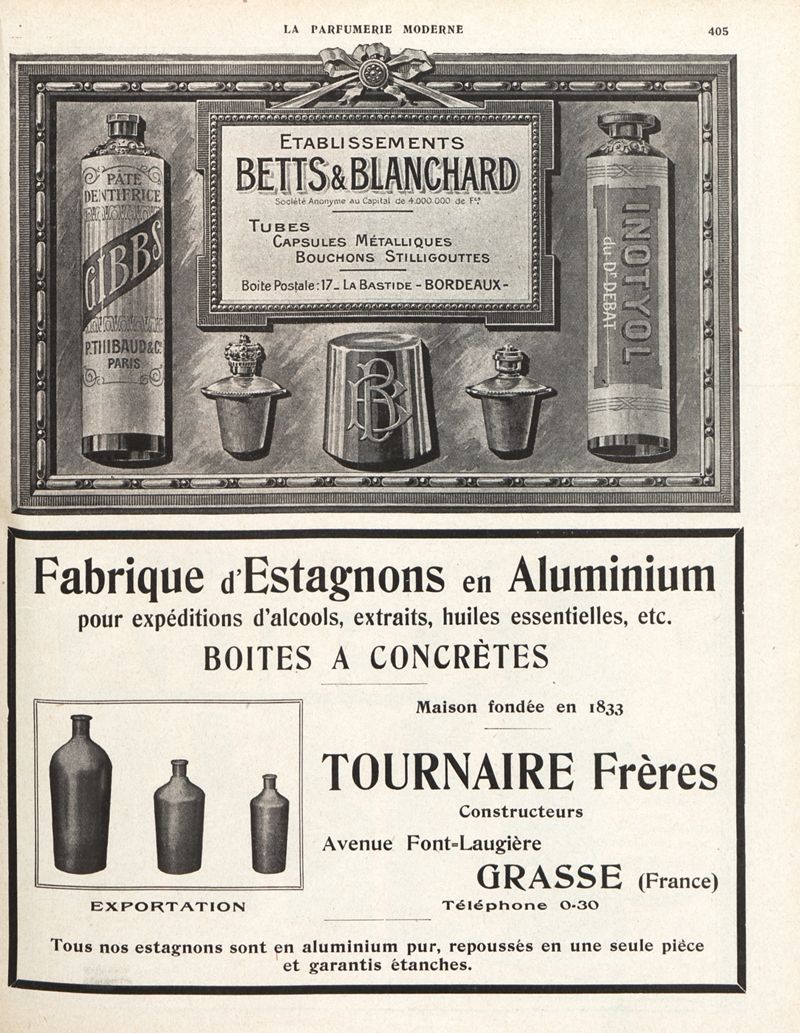 LA PARFUMERIE MODERNE
405
PÂTE
DENTIFRICE
GIBBS
P. THIBAUD & C.
PARIS
ETABLISSEMENTS
BETTS & BLANCHARD
Société Anonyme au Capital de 4.000.000 de Frs
TUBES
CAPSULES MÉTALLIQUES
BOUCHONS STILLIGOUTTES
Boite Postale: 17_ LA BASTIDE - BORDEAUX -
INOTYOL
du Dr DEBAT
BB
Fabrique d'Estagnons en Aluminium
pour expéditions d'alcools, extraits, huiles essentielles, etc.
BOITES A CONCRÈTES
Maison fondée en 1833
TOURNAIRE Frères
Constructeurs
Avenue Font-Laugière
GRASSE (France)
EXPORTATION
Téléphone 0-30
Tous nos estagnons sont en aluminium pur, repoussés en une seule pièce
et garantis étanches.